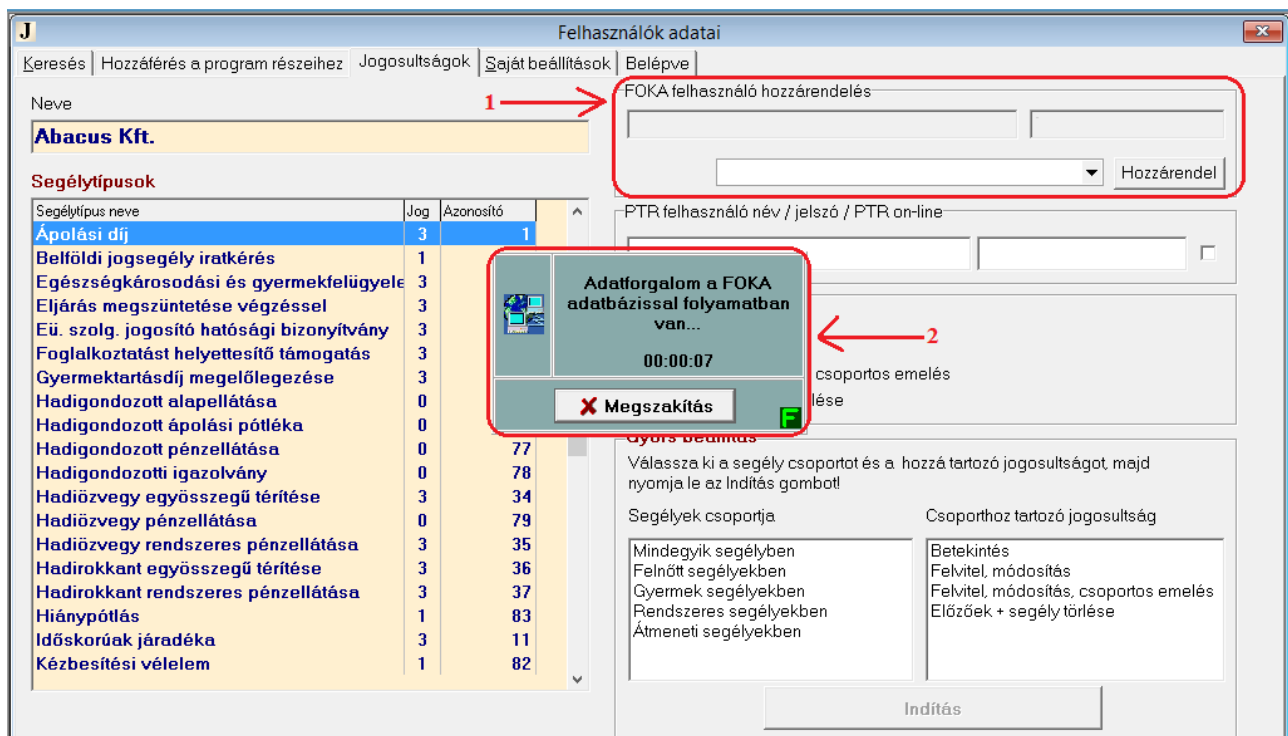 J
Felhasználók adatai
Keresés
Hozzáférés a program részeihez
Jogosultságok
Saját beállítások
Belépve
Neve
Abacus Kft.
1
FOKA felhasználó hozzárendelés
Hozzárendel
Segélytípusok
Segélytípus neve Jog Azonosító
Ápolási díj 3 1
Belföldi jogsegély iratkérés 1
Egészségkárosodási és gyermekfelügyele 3
Eljárás megszüntetése végzéssel 3
Eü. szolg. jogosító hatósági bizonyítvány 3
Foglalkoztatást helyettesítő támogatás 3
Gyermektartásdíj megelőlegezése 3
Hadigondozott alapellátása 0
Hadigondozott ápolási pótléka 0
Hadigondozott pénzellátása 0 77
Hadigondozotti igazolvány 0 78
Hadiözvegy egyösszegű térítése 3 34
Hadiözvegy pénzellátása 0 79
Hadiözvegy rendszeres pénzellátása 3 35
Hadirokkant egyösszegű térítése 3 36
Hadirokkant rendszeres pénzellátása 3 37
Hiánypótlás 1 83
Időskorúak járadéka 3 11
Kézbesítési vélelem 1 82
PTR felhasználó név / jelszó / PTR on-line
Adatforgalom a FOKA
adatbázissal folyamatban
van...
00:00:07
Megszakítás
F
2
csoportos emelés
lése
Gyors beállítás
Válassza ki a segély csoportot és a hozzá tartozó jogosultságot, majd
nyomja le az Indítás gombot!
Segélyek csoportja
Mindegyik segélyben
Felnőtt segélyekben
Gyermek segélyekben
Rendszeres segélyekben
Átmeneti segélyekben
Csoporthoz tartozó jogosultság
Betekintés
Felvitel, módosítás
Felvitel, módosítás, csoportos emelés
Előzőek + segély törlése
Indítás